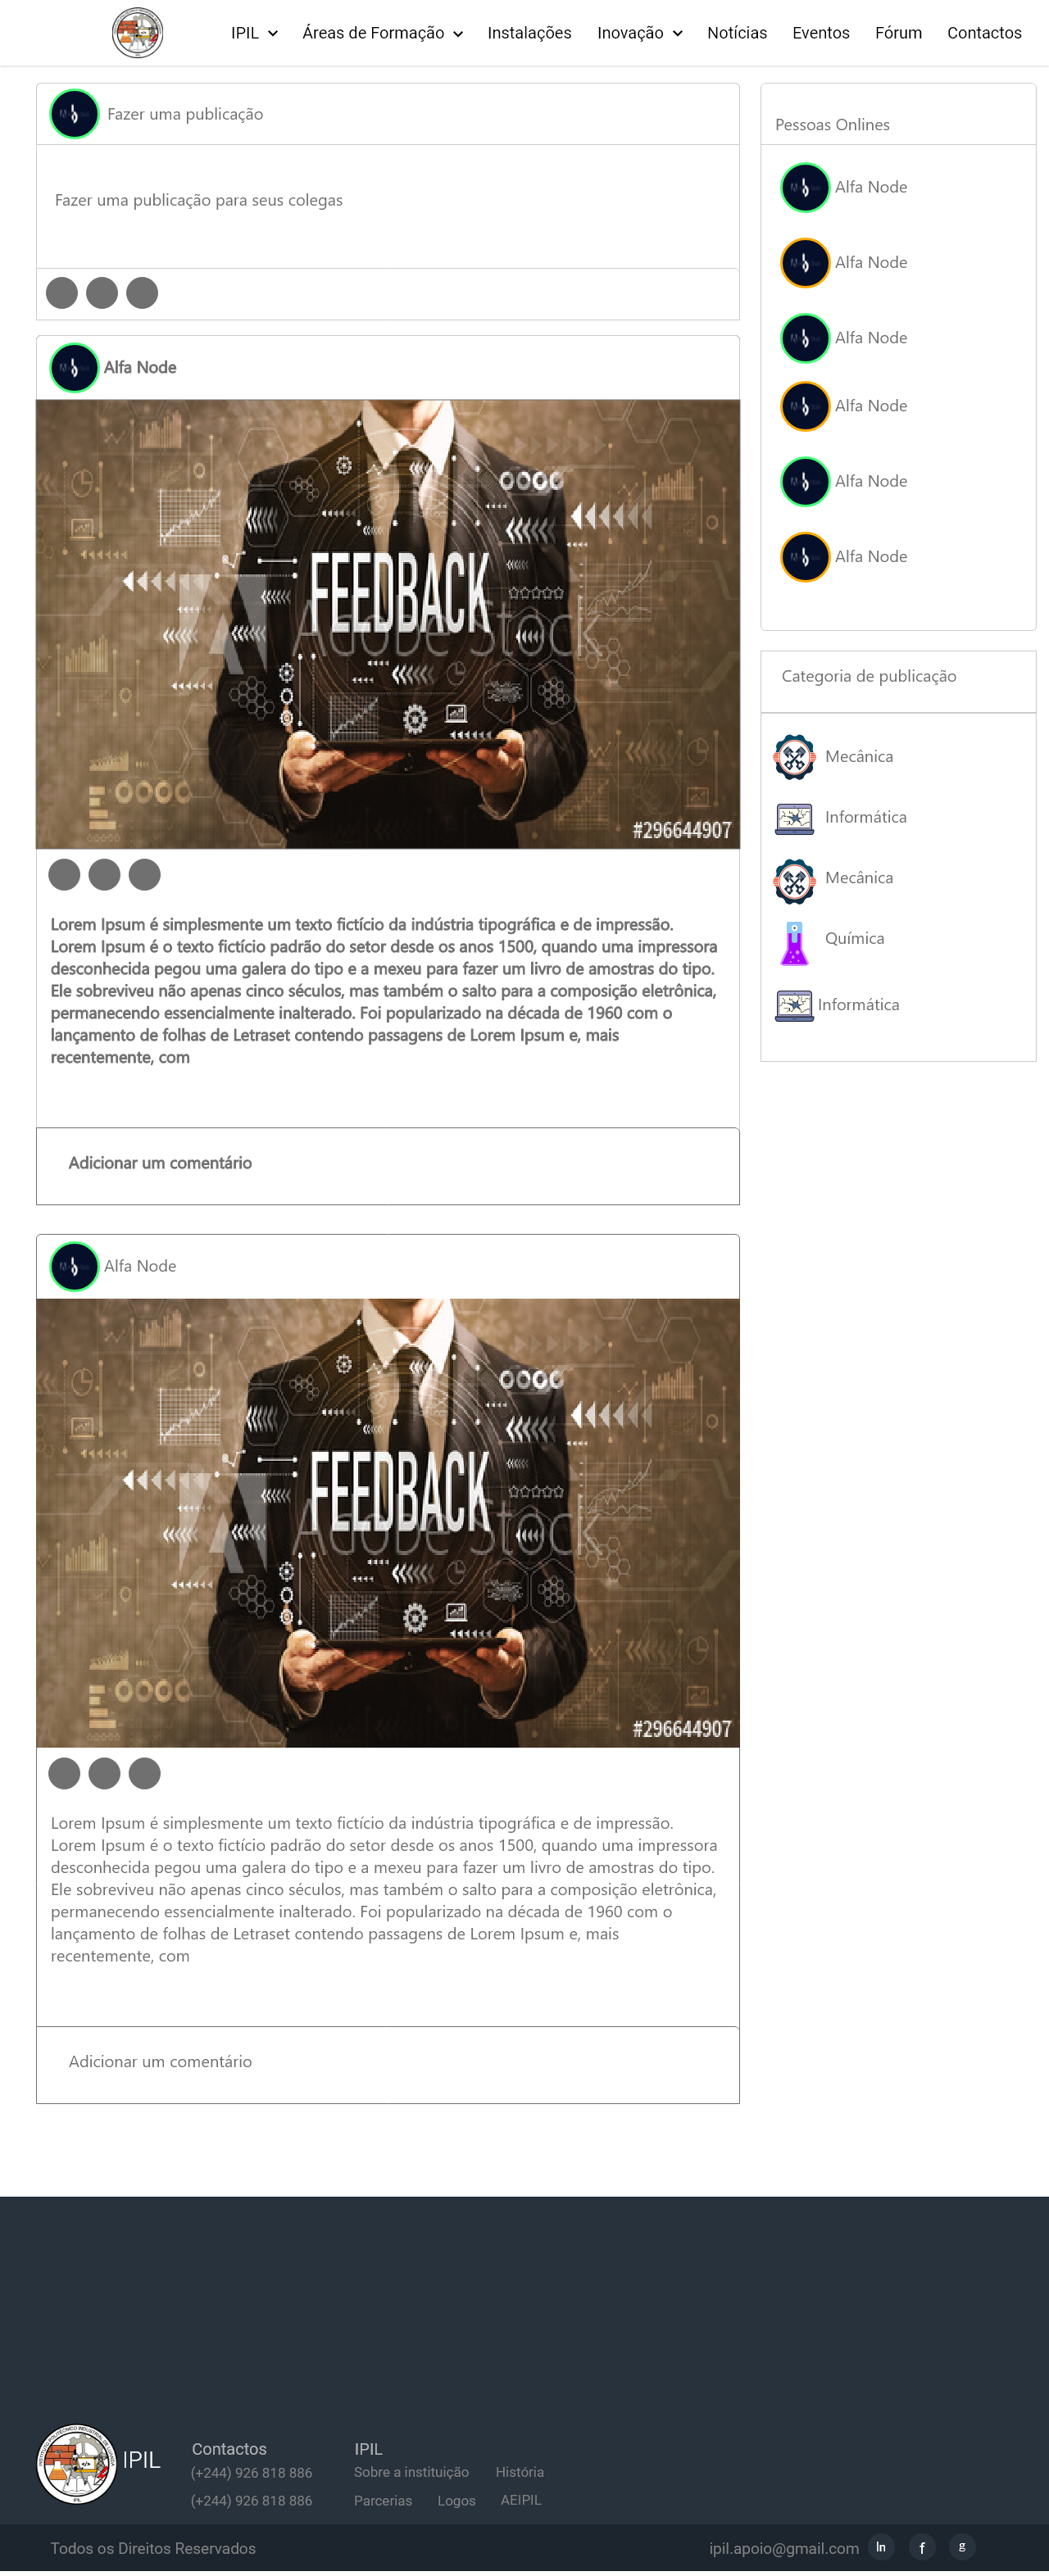 IPIL Áreas de Formação Instalações Inovação Notícias Eventos Fórum Contactos
Fazer uma publicação
Fazer uma publicação para seus colegas
Alfa Node
FEEDBACK
Adobe Stock
#296644907
Lorem Ipsum é simplesmente um texto fictício da indústria tipográfica e de impressão.
Lorem Ipsum é o texto fictício padrão do setor desde os anos 1500, quando uma impressora
desconhecida pegou uma galera do tipo e a mexeu para fazer um livro de amostras do tipo.
Ele sobreviveu não apenas cinco séculos, mas também o salto para a composição eletrônica,
permanecendo essencialmente inalterado. Foi popularizado na década de 1960 com o
lançamento de folhas de Letraset contendo passagens de Lorem Ipsum e, mais
recentemente, com
Adicionar um comentário
Alfa Node
FEEDBACK
Adobe Stock
#296644907
Lorem Ipsum é simplesmente um texto fictício da indústria tipográfica e de impressão.
Lorem Ipsum é o texto fictício padrão do setor desde os anos 1500, quando uma impressora
desconhecida pegou uma galera do tipo e a mexeu para fazer um livro de amostras do tipo.
Ele sobreviveu não apenas cinco séculos, mas também o salto para a composição eletrônica,
permanecendo essencialmente inalterado. Foi popularizado na década de 1960 com o
lançamento de folhas de Letraset contendo passagens de Lorem Ipsum e, mais
recentemente, com
Adicionar um comentário
Pessoas Onlines
Alfa Node
Alfa Node
Alfa Node
Alfa Node
Alfa Node
Alfa Node
Categoria de publicação
Mecânica
Informática
Mecânica
Química
Informática
IPIL
Contactos
(+244) 926 818 886
(+244) 926 818 886
IPIL
Sobre a instituição História
Parcerias Logos AEIPIL
Todos os Direitos Reservados
ipil.apoio@gmail.com In f g